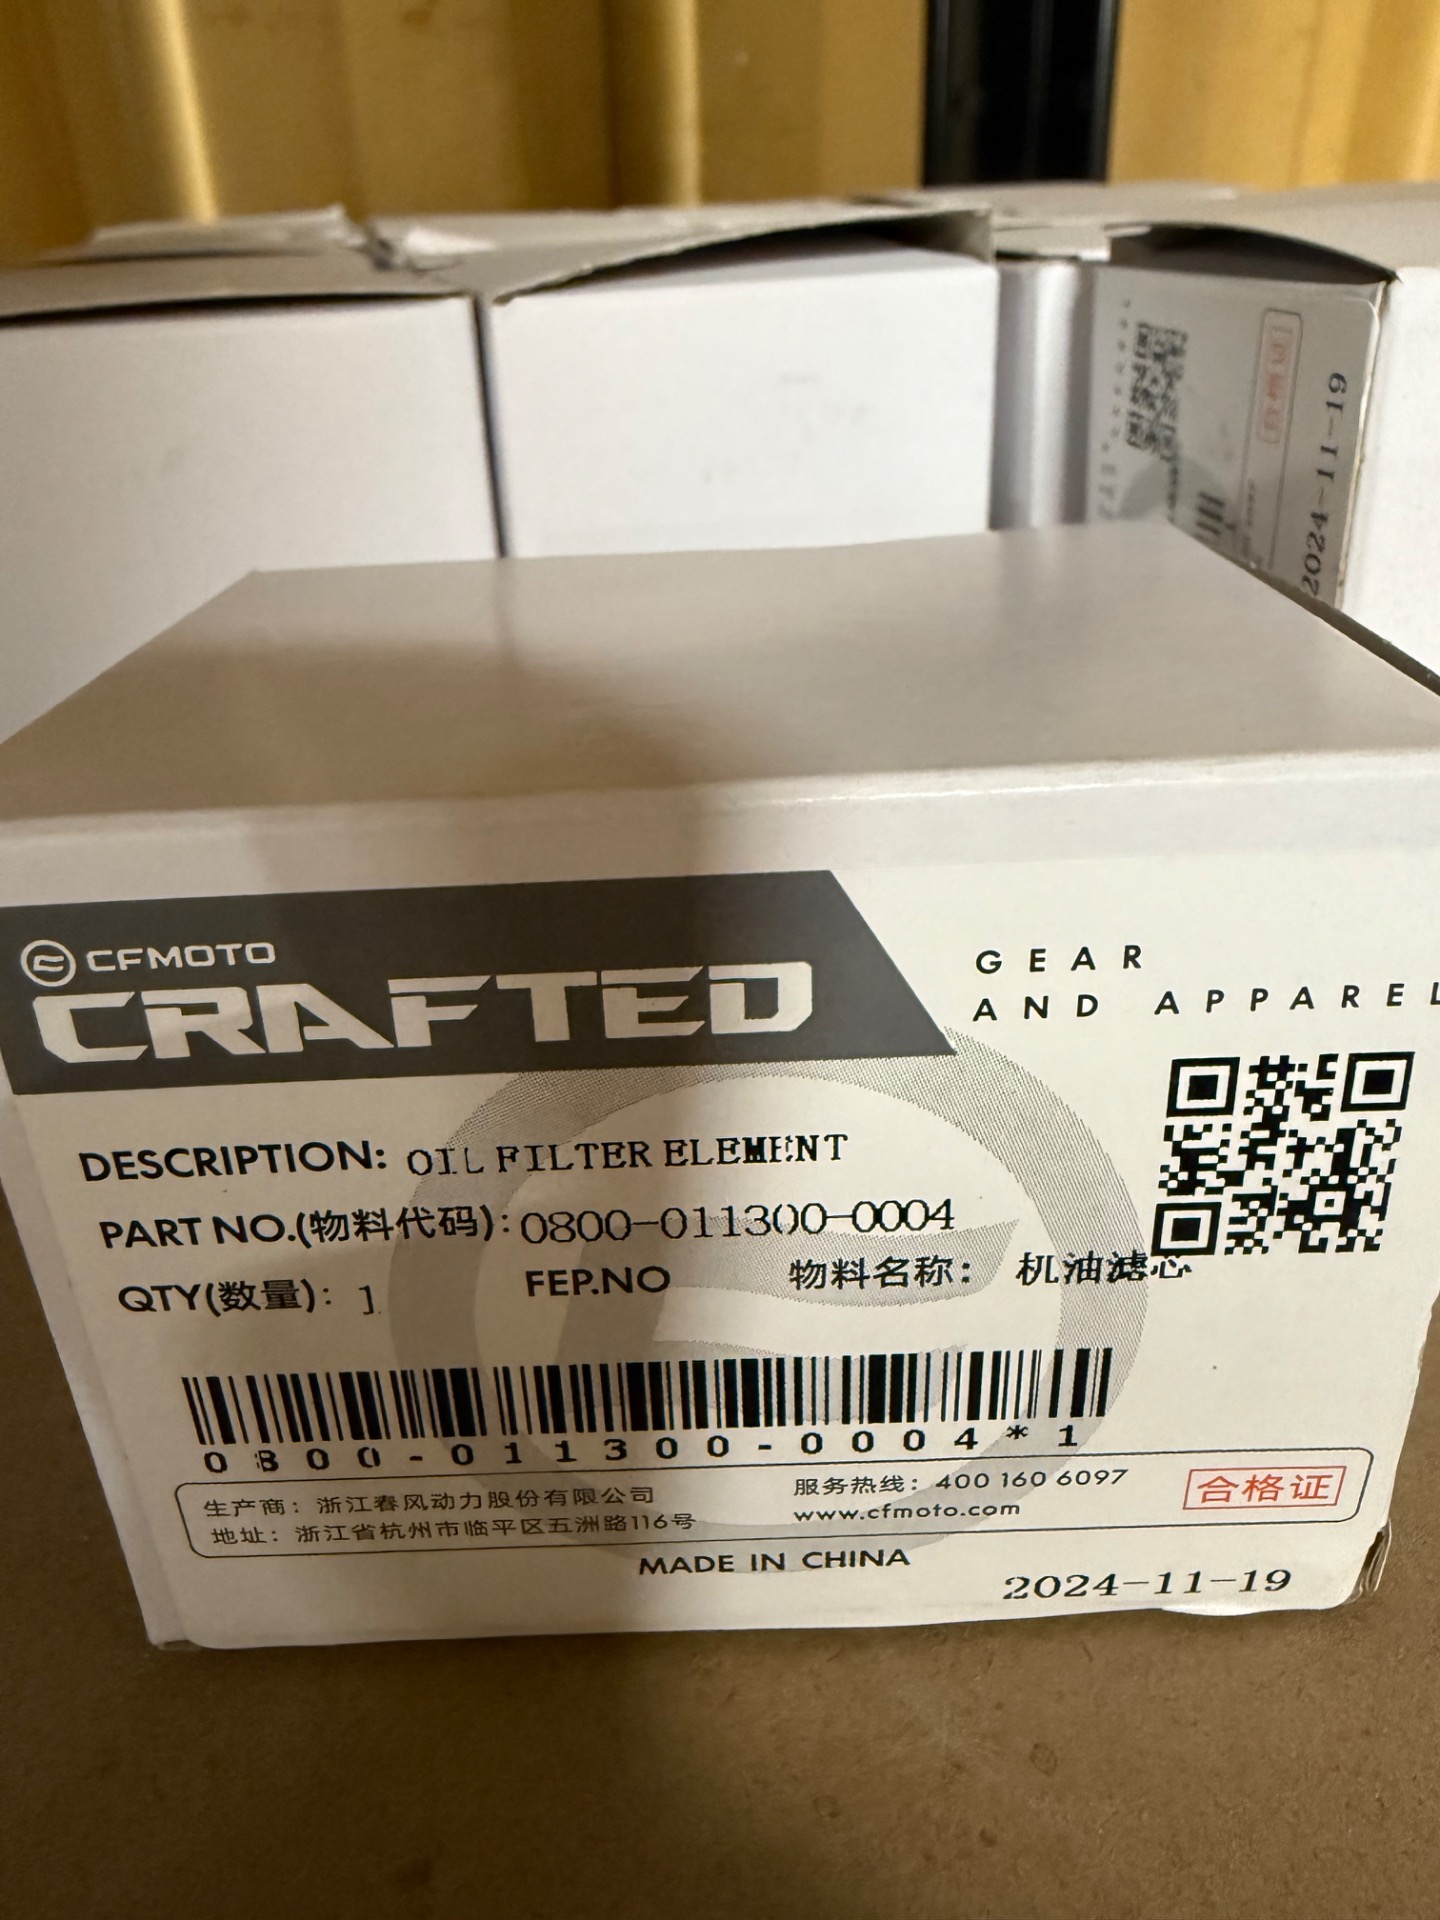 2024-11-19
CFMOTO
CRAFTED
GEAR
AND APPAREL
DESCRIPTION: OIL FILTER ELEMENT
PART NO.(物料代码): 0800-011300-0004
QTY(数量): 1 FEP.NO 物料名称： 机油滤芯
0800-011300-0004*1
生产商：浙江春风动力股份有限公司 服务热线：400 160 6097
地址：浙江省杭州市临平区五洲路116号 www.cfmoto.com
合格证
MADE IN CHINA
2024-11-19